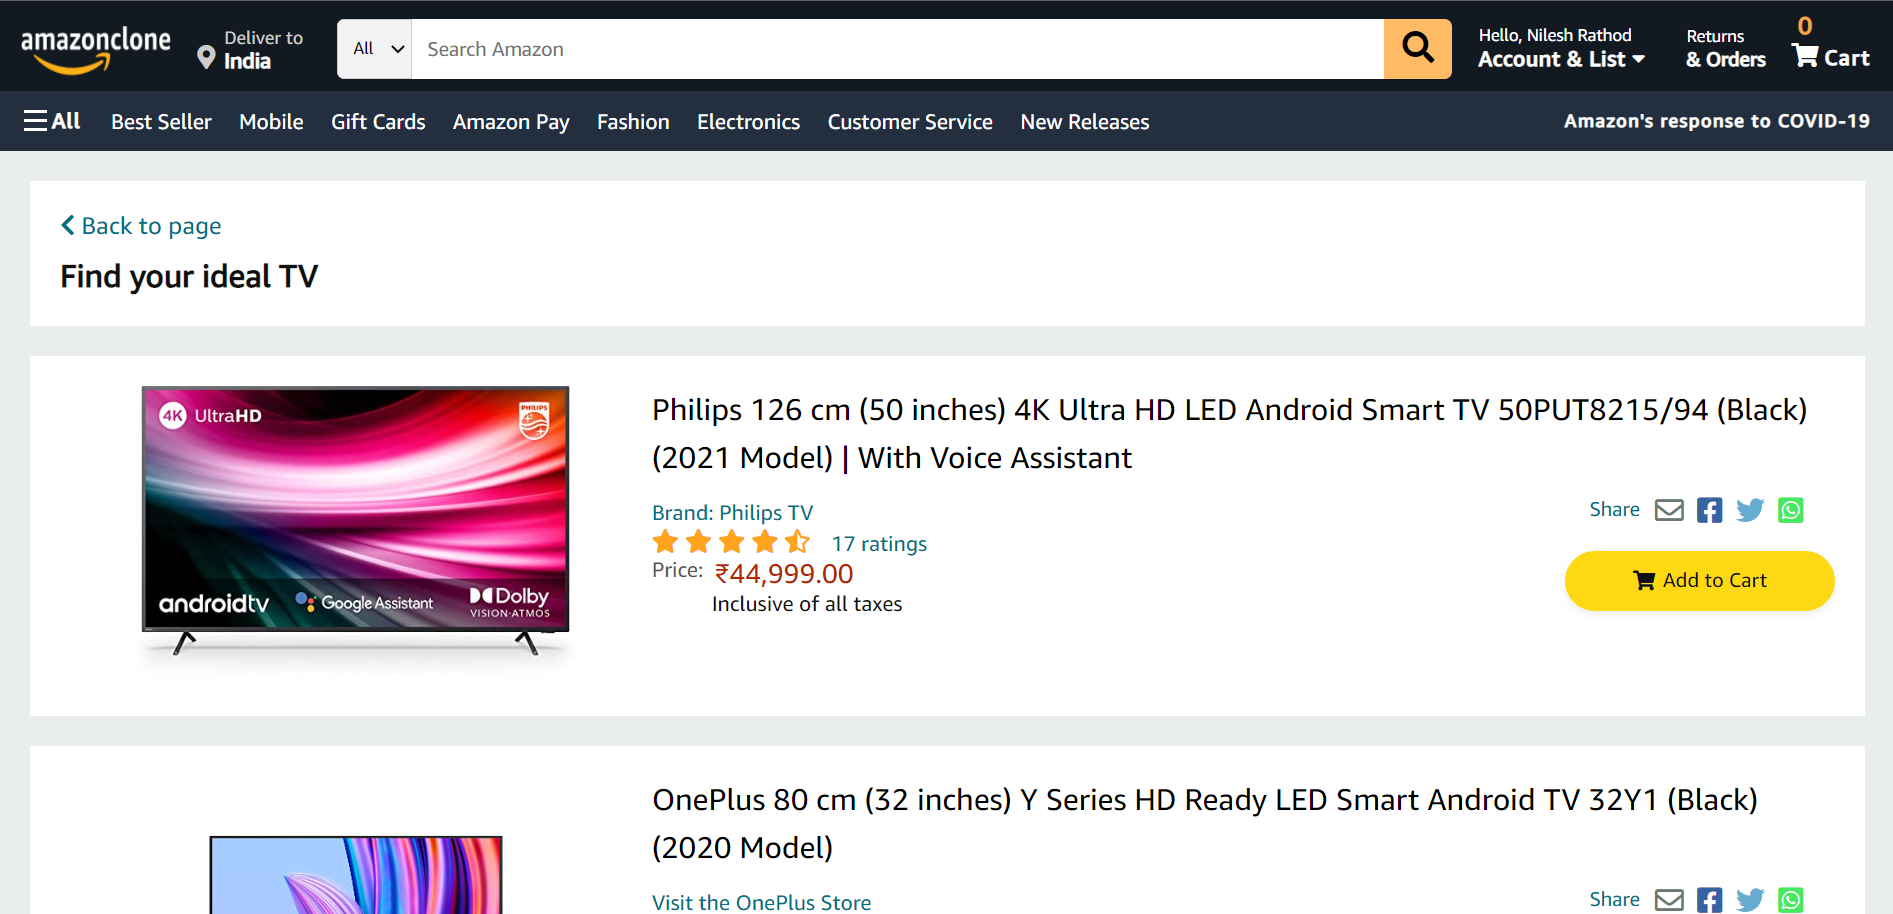 amazonclone
Deliver to
India
All
Search Amazon
Hello, Nilesh Rathod
Account & List
Returns
& Orders
0
Cart
All
Best Seller
Mobile
Gift Cards
Amazon Pay
Fashion
Electronics
Customer Service
New Releases
Amazon's response to COVID-19
Back to page
Find your ideal TV
4K UltraHD
PHILIPS
androidtv
Google Assistant
Dolby
VISION·ATMOS
Philips 126 cm (50 inches) 4K Ultra HD LED Android Smart TV 50PUT8215/94 (Black)
(2021 Model) | With Voice Assistant
Brand: Philips TV
17 ratings
Price: ₹44,999.00
Inclusive of all taxes
Share
Add to Cart
OnePlus 80 cm (32 inches) Y Series HD Ready LED Smart Android TV 32Y1 (Black)
(2020 Model)
Visit the OnePlus Store
Share